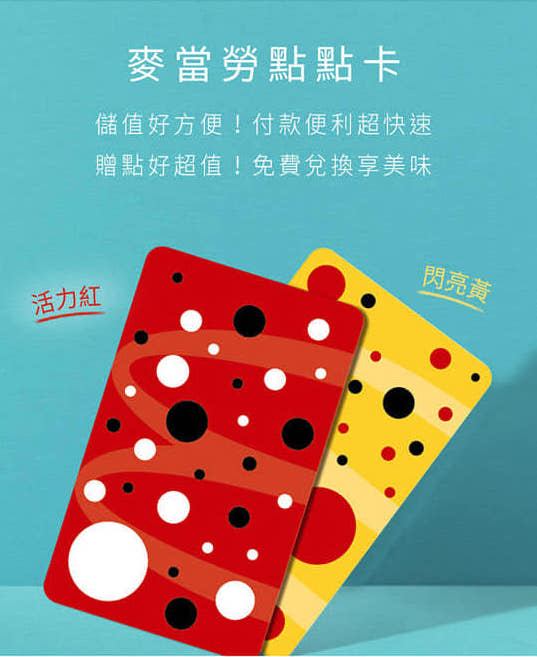 麥當勞點點卡
儲值好方便！付款便利超快速
贈點好超值！免費兌換享美味
活力紅
閃亮黃